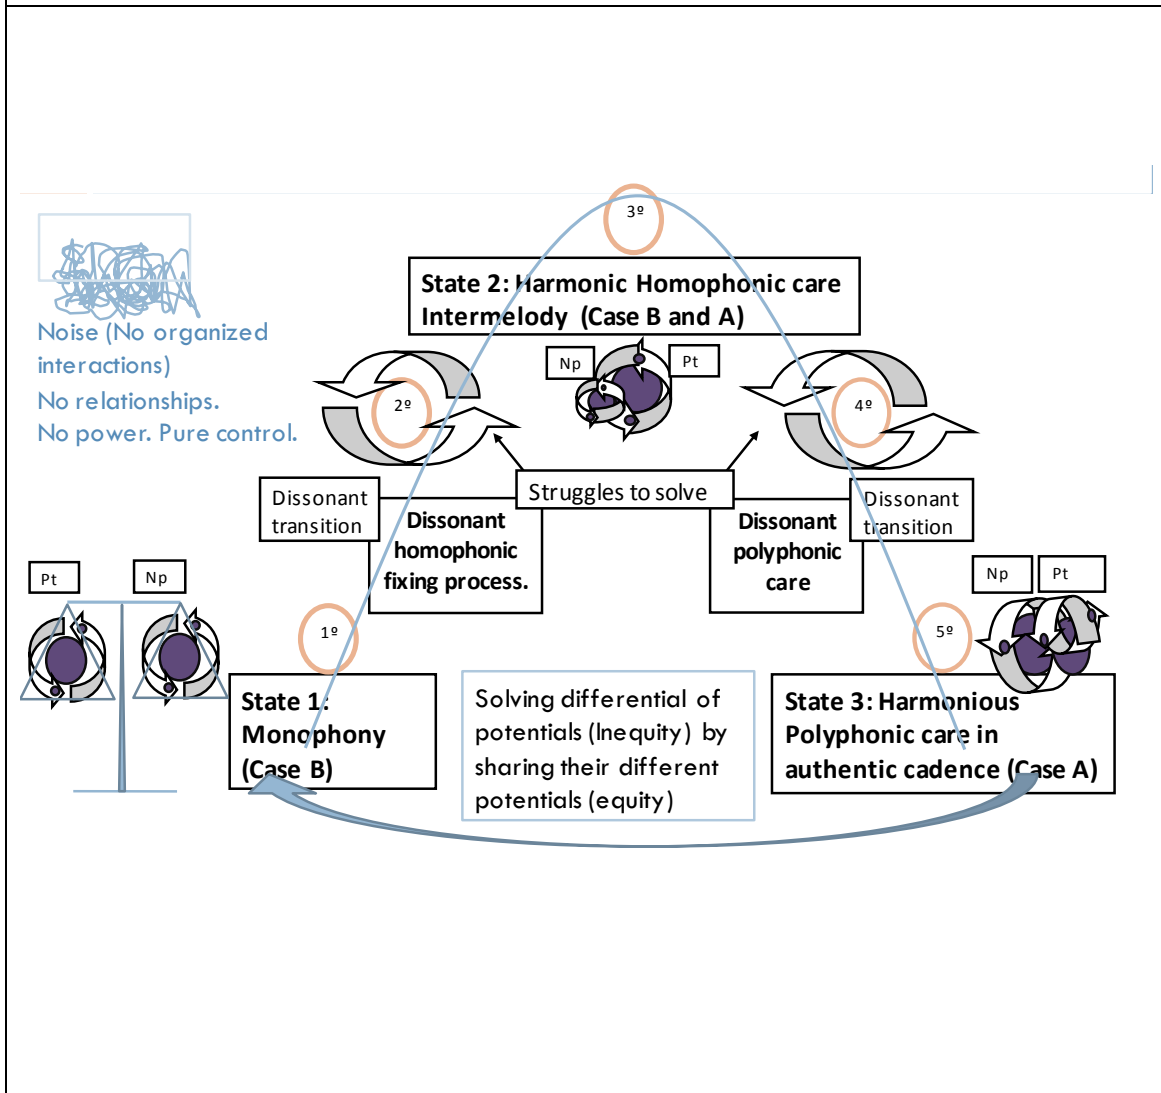 3º
State 2: Harmonic Homophonic care
Intermelody (Case B and A)
Noise (No organized
interactions)
No relationships.
No power. Pure control.
Np
Pt
2º
4º
Struggles to solve
Dissonant
transition
Dissonant
homophonic
fixing process.
Dissonant
polyphonic
care
Dissonant
transition
Pt
Np
Np
Pt
1º
5º
State 1:
Monophony
(Case B)
Solving differential of
potentials (Inequity) by
sharing their different
potentials (equity)
State 3: Harmonious
Polyphonic care in
authentic cadence (Case A)